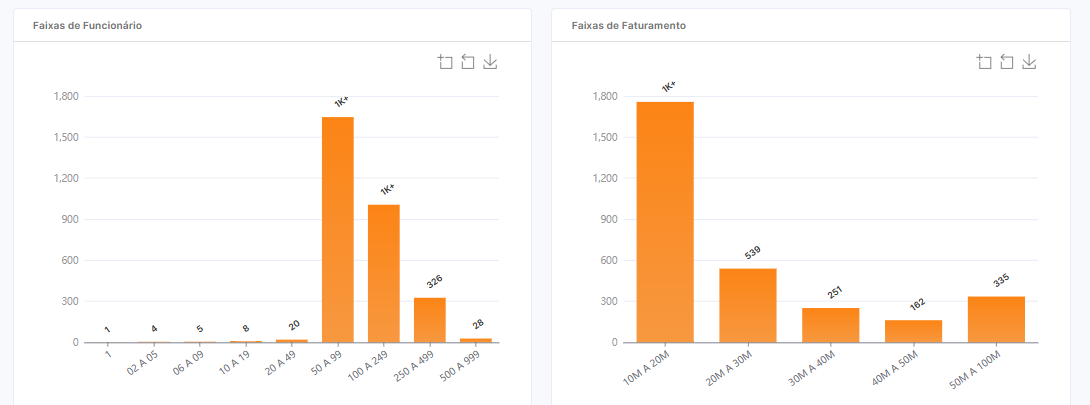 Faixas de Funcionário
1,800
1,500
1,200
900
600
300
0
1
4
5
8
20
1K+
1K+
326
28
1
02 A 05
06 A 09
10 A 19
20 A 49
50 A 99
100 A 249
250 A 499
500 A 999
Faixas de Faturamento
1,800
1,500
1,200
900
600
300
0
1K+
539
251
162
335
10M A 20M
20M A 30M
30M A 40M
40M A 50M
50M A 100M